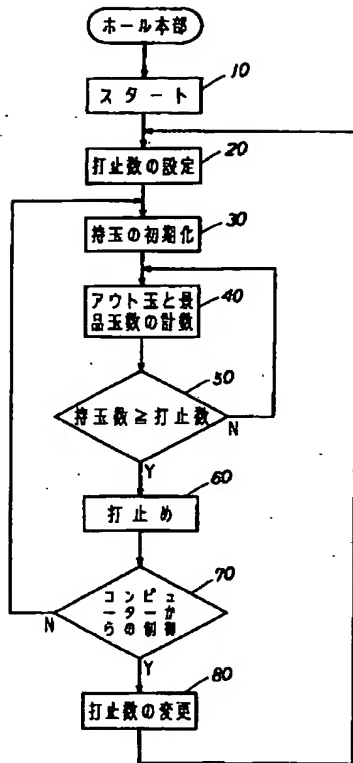 ホール本部
10
スタート
20
打止数の設定
30
持玉の初期化
40
アウト玉と景
品玉数の計数
50
持玉数≧打止数
N
Y
60
打止め
70
コンピュ
ーターか
らの制御
N
Y
80
打止数の変更